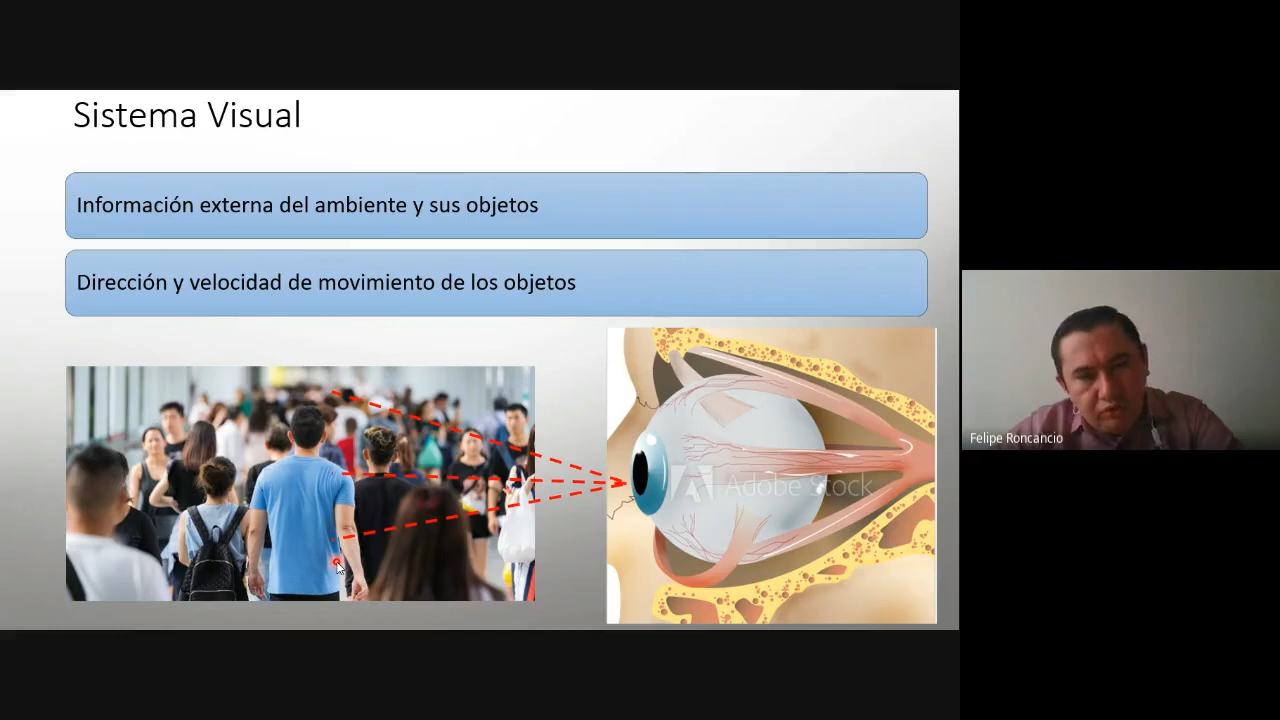 Sistema Visual
Información externa del ambiente y sus objetos
Dirección y velocidad de movimiento de los objetos
Adobe Stock
Felipe Roncancio